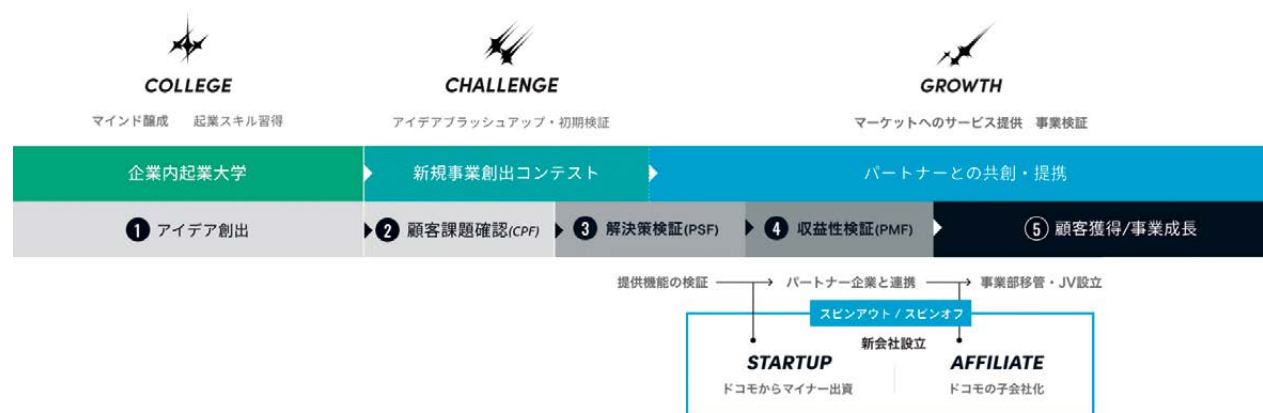 COLLEGE
CHALLENGE
GROWTH
マインド醸成 起業スキル習得
アイデアブラッシュアップ・初期検証
マーケットへのサービス提供 事業検証
企業内起業大学
新規事業創出コンテスト
パートナーとの共創・提携
1 アイデア創出
2 顧客課題確認(CPF)
3 解決策検証(PSF)
4 収益性検証(PMF)
5 顧客獲得/事業成長
提供機能の検証
パートナー企業と連携
事業部移管・JV設立
スピンアウト / スピンオフ
新会社設立
STARTUP
AFFILIATE
ドコモからマイナー出資
ドコモの子会社化